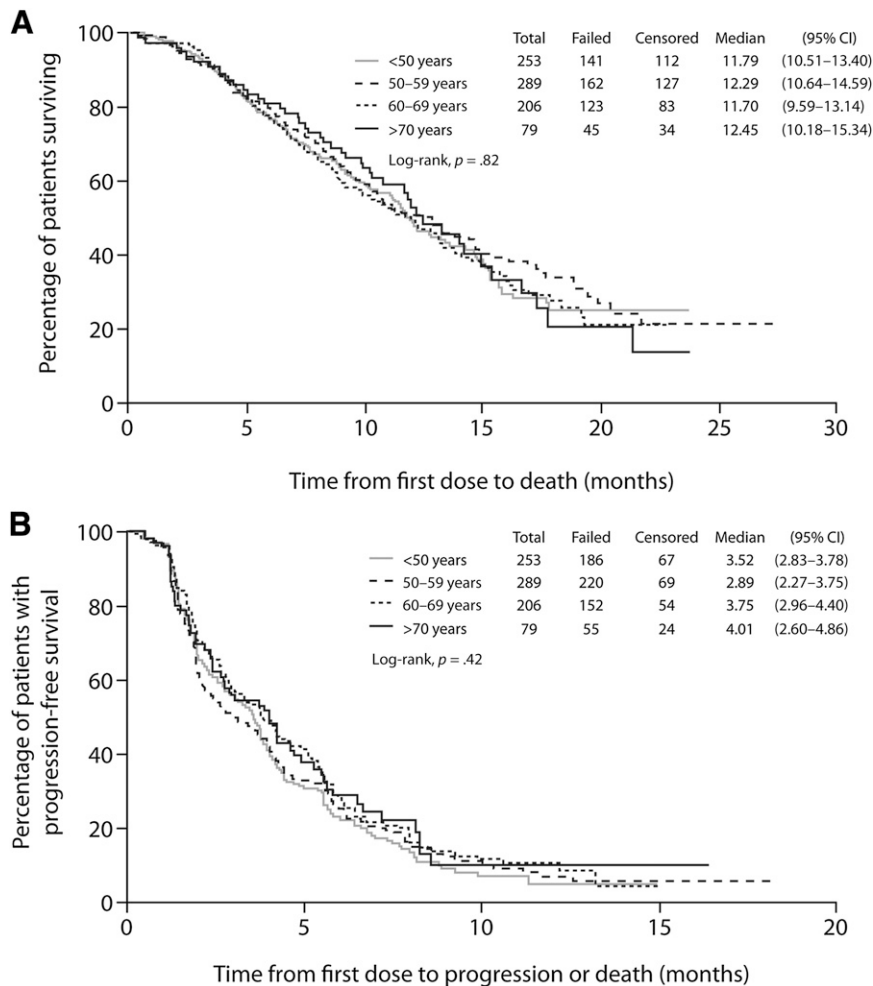 A
Total Failed Censored Median (95% CI)
<50 years 253 141 112 11.79 (10.51–13.40)
50–59 years 289 162 127 12.29 (10.64–14.59)
60–69 years 206 123 83 11.70 (9.59–13.14)
>70 years 79 45 34 12.45 (10.18–15.34)
Log-rank, p = .82
Percentage of patients surviving
100
80
60
40
20
0
0 5 10 15 20 25 30
Time from first dose to death (months)
B
Total Failed Censored Median (95% CI)
<50 years 253 186 67 3.52 (2.83–3.78)
50–59 years 289 220 69 2.89 (2.27–3.75)
60–69 years 206 152 54 3.75 (2.96–4.40)
>70 years 79 55 24 4.01 (2.60–4.86)
Log-rank, p = .42
Percentage of patients with
progression-free survival
100
80
60
40
20
0
0 5 10 15 20
Time from first dose to progression or death (months)